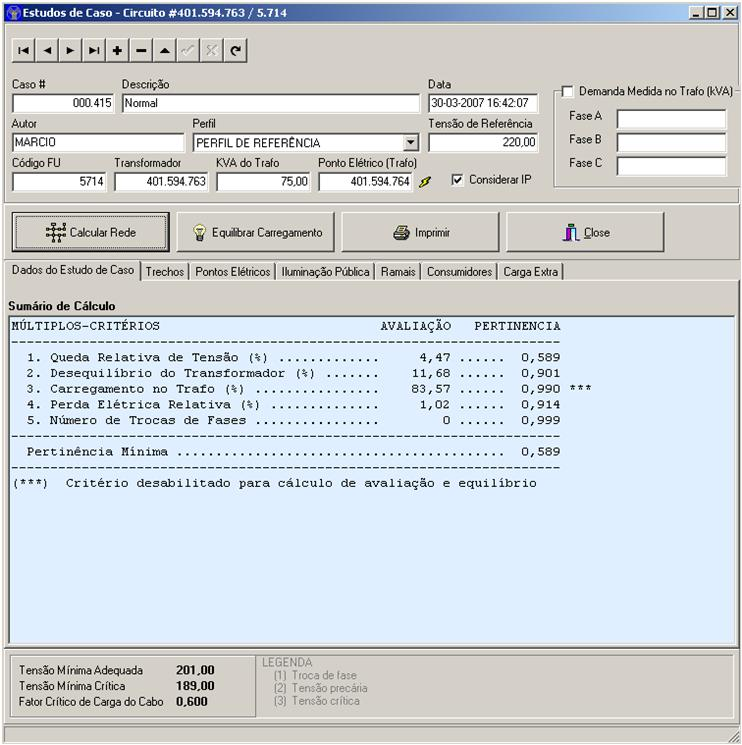 Estudos de Caso - Circuito #401.594.763 / 5.714
Caso # Descrição Data
000.415 Normal 30-03-2007 16:42:07
Demanda Medida no Trafo (kVA)
Fase A
Fase B
Fase C
Autor Perfil Tensão de Referência
MARCIO PERFIL DE REFERÊNCIA 220,00
Código FU Transformador KVA do Trafo Ponto Elétrico (Trafo)
5714 401.594.763 75,00 401.594.764 Considerar IP
Calcular Rede Equilibrar Carregamento Imprimir Close
Dados do Estudo de Caso Trechos Pontos Elétricos Iluminação Pública Ramais Consumidores Carga Extra
Sumário de Cálculo
MÚLTIPLOS-CRITÉRIOS AVALIAÇÃO PERTINENCIA
1. Queda Relativa de Tensão (%) .............. 4,47 ...... 0,589
2. Desequilíbrio do Transformador (%) ....... 11,68 ...... 0,901
3. Carregamento no Trafo (%) ................ 83,57 ...... 0,990 ***
4. Perda Elétrica Relativa (%) ............... 1,02 ...... 0,914
5. Número de Trocas de Fases ................ 0 ...... 0,999
Pertinência Mínima .......................................... 0,589
(***) Critério desabilitado para cálculo de avaliação e equilíbrio
Tensão Mínima Adequada 201,00
Tensão Mínima Crítica 189,00
Fator Crítico de Carga do Cabo 0,600
LEGENDA
(1) Troca de fase
(2) Tensão precária
(3) Tensão crítica